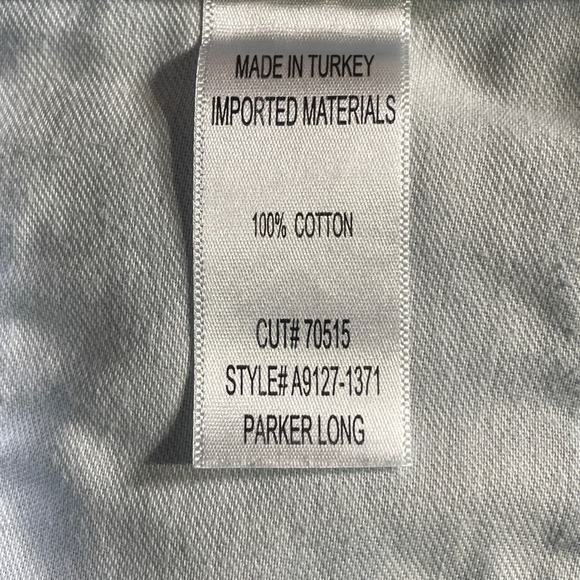 MADE IN TURKEY
IMPORTED MATERIALS
100% COTTON
CUT# 70515
STYLE# A9127-1371
PARKER LONG